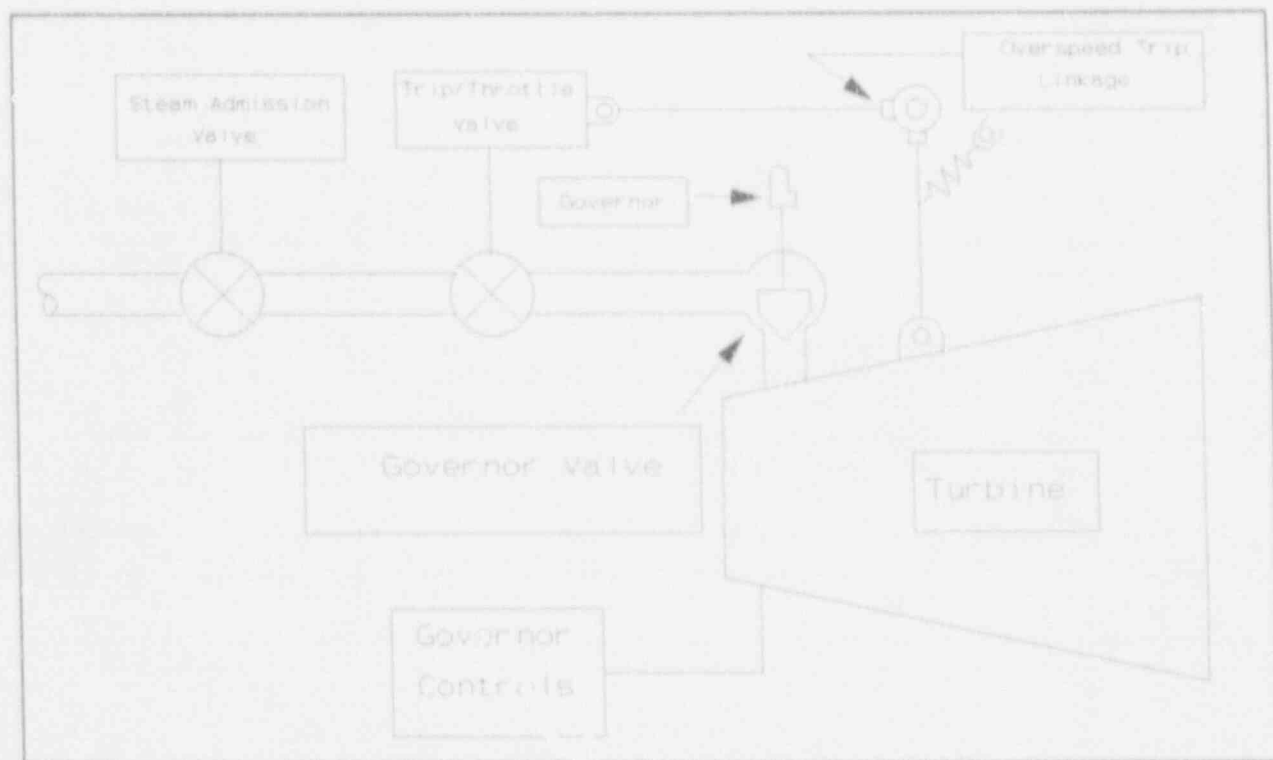 Steam Admission
Valve
Trip/Throttle
Valve
Overspeed Trip
Linkage
Governor
Governor Valve
Turbine
Governor
Controls